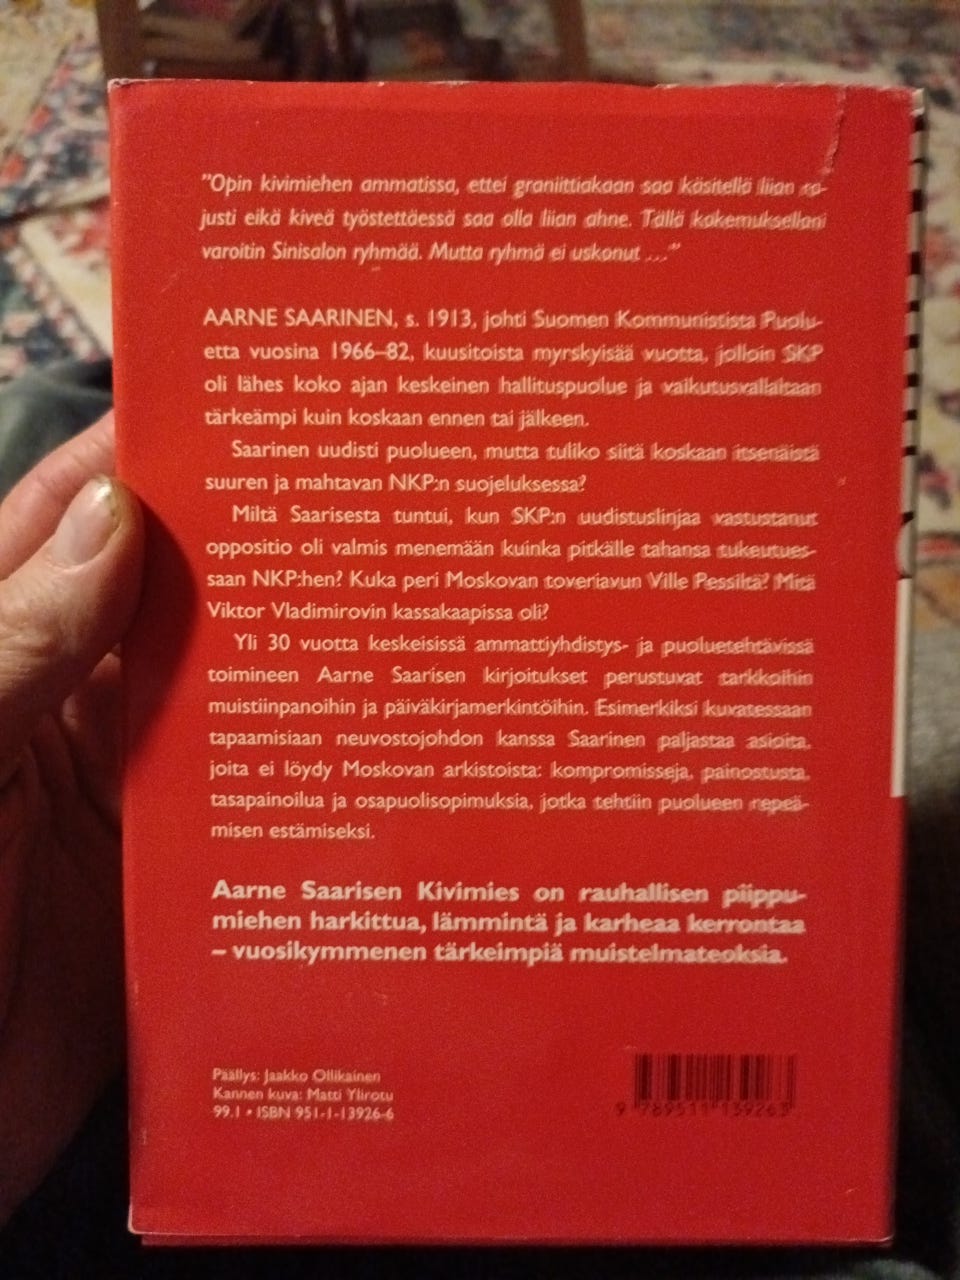 "Opin kivimiehen ammatissa, ettei graniittiakaan saa käsitellä liian ra-
justi eikä kiveä työstettäessä saa olla liian ahne. Tällä kokemuksellani
varoitin Sinisalon ryhmää. Mutta ryhmä ei uskonut ..."
AARNE SAARINEN, s. 1913, johti Suomen Kommunistista Puolu-
etta vuosina 1966–82, kuusitoista myrskyisää vuotta, jolloin SKP
oli lähes koko ajan keskeinen hallituspuolue ja vaikutusvallaltaan
tärkeämpi kuin koskaan ennen tai jälkeen.
Saarinen uudisti puolueen, mutta tuliko siitä koskaan itsenäistä
suuren ja mahtavan NKP:n suojeluksessa?
Miltä Saarisesta tuntui, kun SKP:n uudistuslinjaa vastustanut
oppositio oli valmis menemään kuinka pitkälle tahansa tukeutues-
saan NKP:hen? Kuka peri Moskovan toveriavun Ville Pessiltä? Mitä
Viktor Vladimirovin kassakaapissa oli?
Yli 30 vuotta keskeisissä ammattiyhdistys- ja puoluetehtävissä
toimineen Aarne Saarisen kirjoitukset perustuvat tarkkoihin
muistiinpanoihin ja päiväkirjamerkintöihin. Esimerkiksi kuvatessaan
tapaamisiaan neuvostojohdon kanssa Saarinen paljastaa asioita,
joita ei löydy Moskovan arkistoista: kompromisseja, painostusta,
tasapainoilua ja osapuolisopimuksia, jotka tehtiin puolueen repeä-
misen estämiseksi.
Aarne Saarisen Kivimies on rauhallisen piippu-
miehen harkittua, lämmintä ja karheaa kerrontaa
– vuosikymmenen tärkeimpiä muistelmateoksia.
Päällys: Jaakko Ollikainen
Kannen kuva: Matti Ylirotu
99.1 • ISBN 951-1-13926-6
9 789511 139263